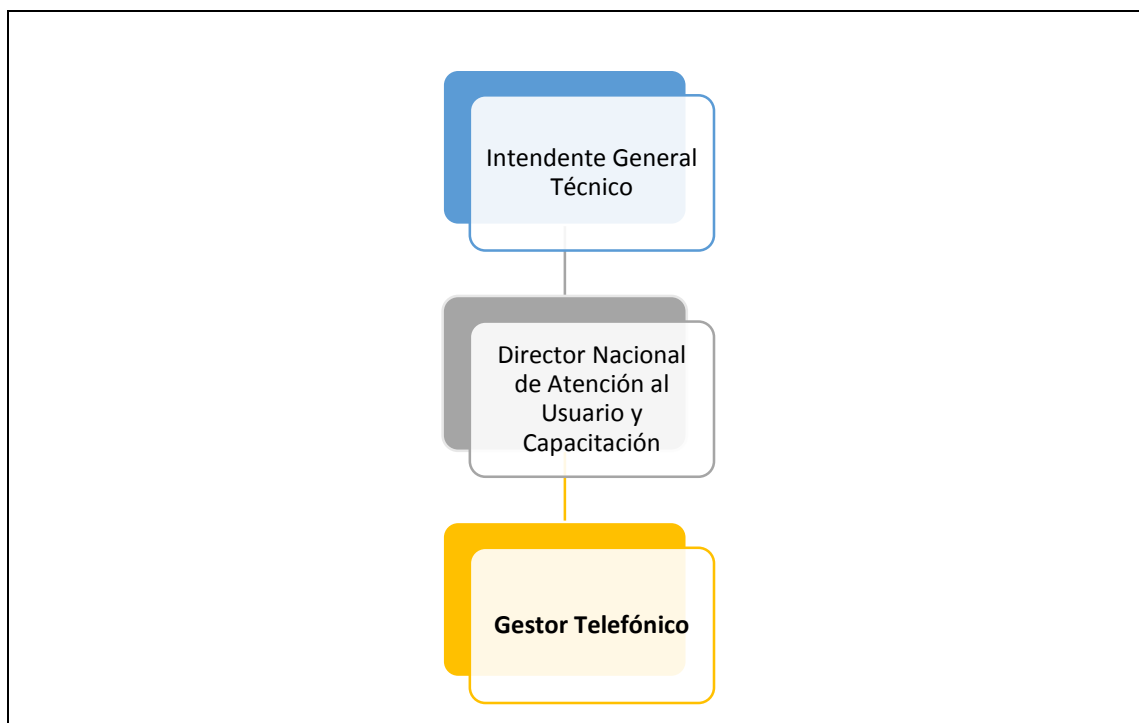 Intendente General
Técnico
Director Nacional
de Atención al
Usuario y
Capacitación
Gestor Telefónico